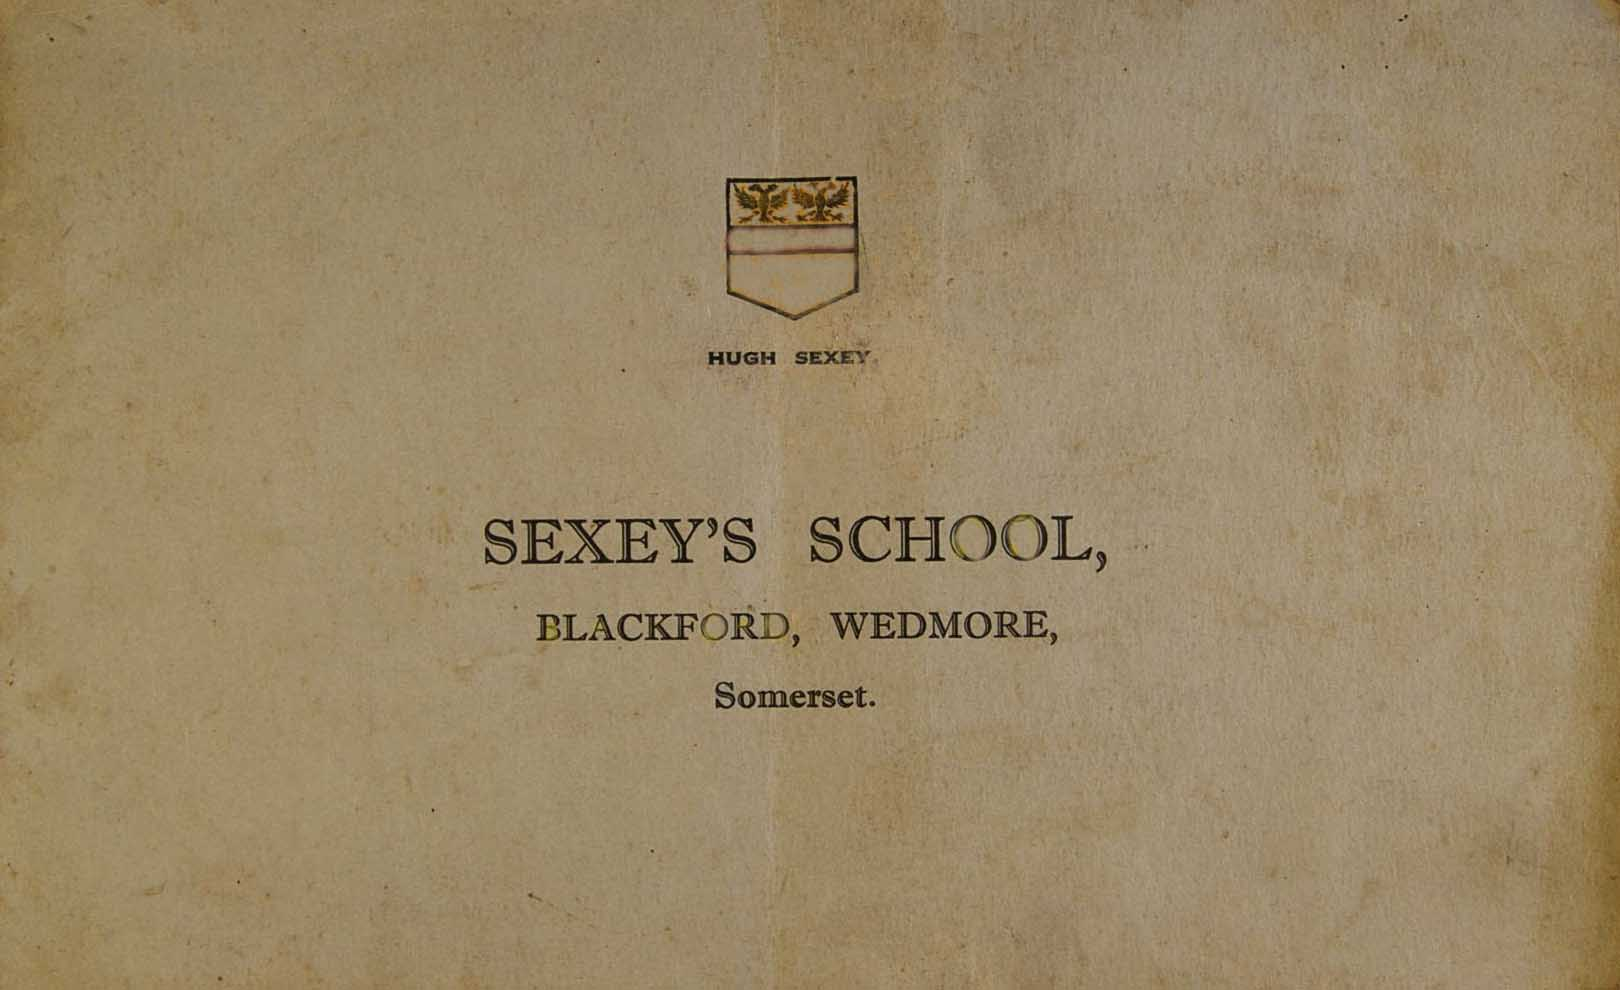 HUGH SEXEY.
SEXEY'S SCHOOL,
BLACKFORD, WEDMORE,
Somerset.